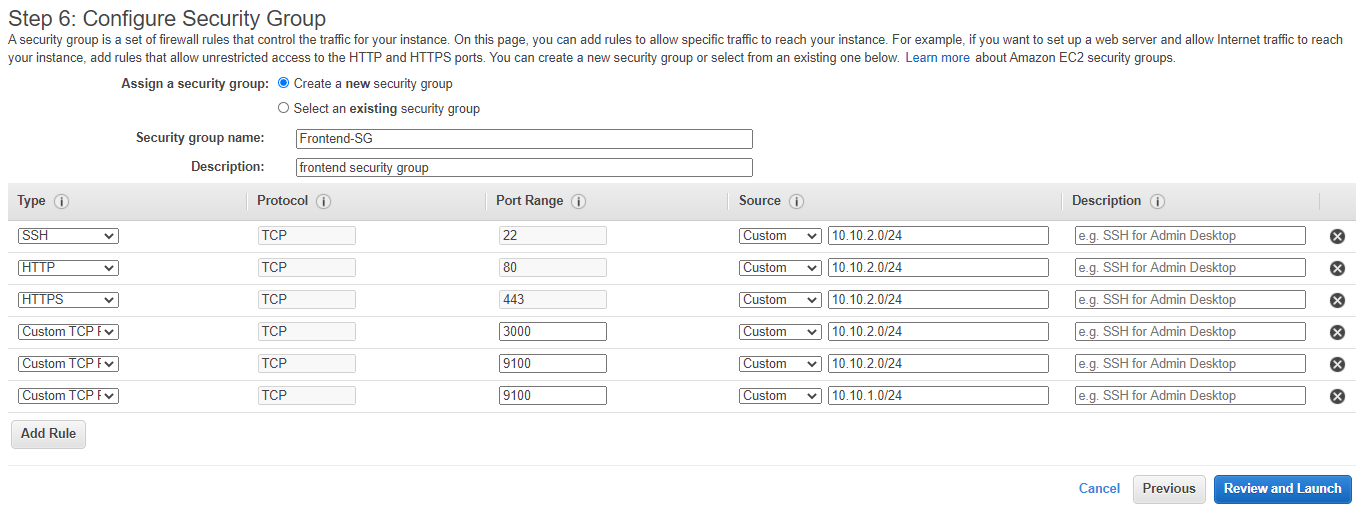 Step 6: Configure Security Group
A security group is a set of firewall rules that control the traffic for your instance. On this page, you can add rules to allow specific traffic to reach your instance. For example, if you want to set up a web server and allow Internet traffic to reach
your instance, add rules that allow unrestricted access to the HTTP and HTTPS ports. You can create a new security group or select from an existing one below. Learn more about Amazon EC2 security groups.
Assign a security group: Create a new security group
Select an existing security group
Security group name: Frontend-SG
Description: frontend security group
Type i Protocol i Port Range i Source i Description i
SSH TCP 22 Custom 10.10.2.0/24 e.g. SSH for Admin Desktop
HTTP TCP 80 Custom 10.10.2.0/24 e.g. SSH for Admin Desktop
HTTPS TCP 443 Custom 10.10.2.0/24 e.g. SSH for Admin Desktop
Custom TCP F TCP 3000 Custom 10.10.2.0/24 e.g. SSH for Admin Desktop
Custom TCP F TCP 9100 Custom 10.10.2.0/24 e.g. SSH for Admin Desktop
Custom TCP F TCP 9100 Custom 10.10.1.0/24 e.g. SSH for Admin Desktop
Add Rule
Cancel Previous Review and Launch